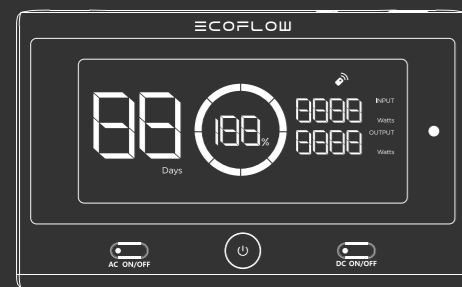 ECOFLOW
88
Days
188%
8888
INPUT
Watts
8888
OUTPUT
Watts
AC ON/OFF
DC ON/OFF